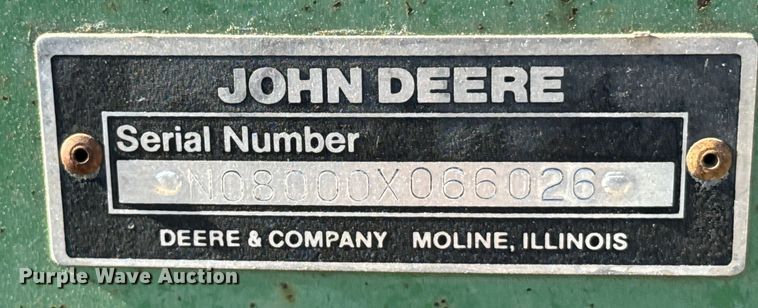 JOHN DEERE
Serial Number
N08000X066026
DEERE & COMPANY MOLINE, ILLINOIS
Purple Wave Auction